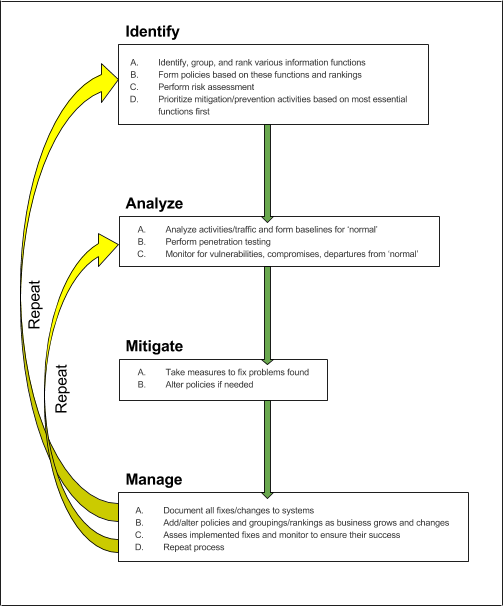 Identify
A. Identify, group, and rank various information functions
B. Form policies based on these functions and rankings
C. Perform risk assessment
D. Prioritize mitigation/prevention activities based on most essential
functions first
Analyze
A. Analyze activities/traffic and form baselines for 'normal'
B. Perform penetration testing
C. Monitor for vulnerabilities, compromises, departures from 'normal'
Repeat
Repeat
Mitigate
A. Take measures to fix problems found
B. Alter policies if needed
Manage
A. Document all fixes/changes to systems
B. Add/alter policies and groupings/rankings as business grows and changes
C. Asses implemented fixes and monitor to ensure their success
D. Repeat process